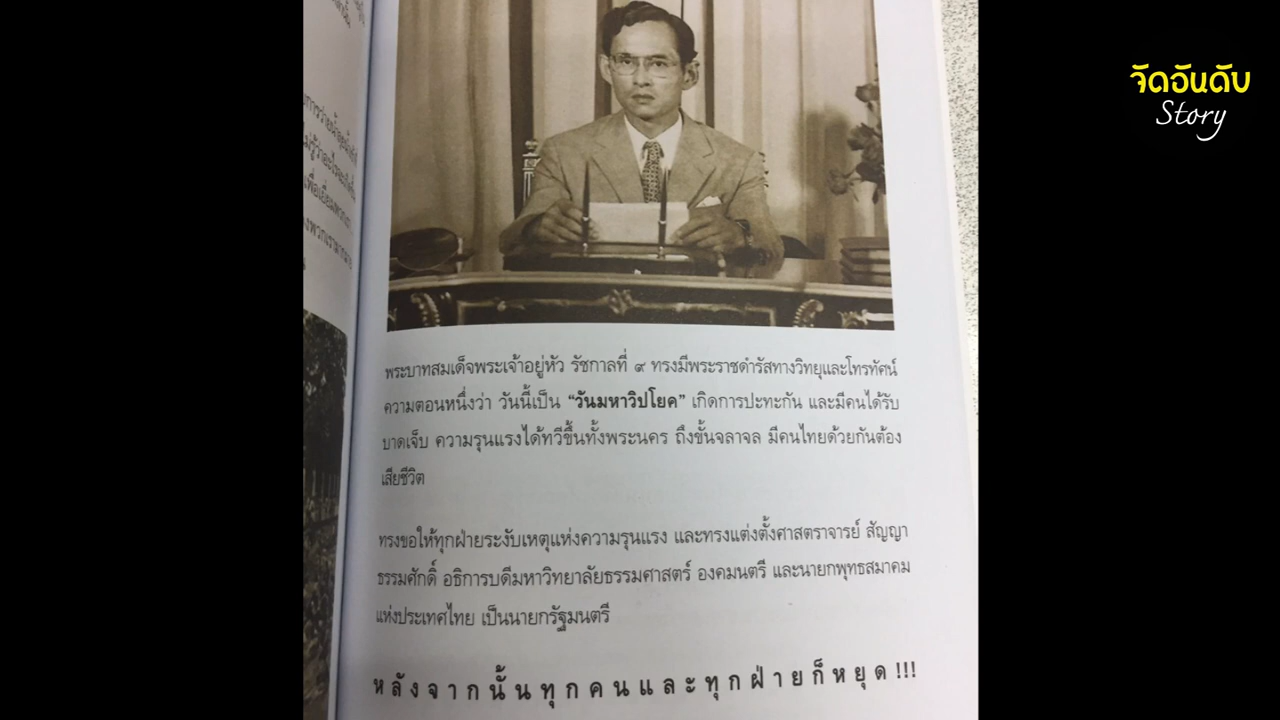 จัดอันดับ
Story
พระบาทสมเด็จพระเจ้าอยู่หัว รัชกาลที่ ๙ ทรงมีพระราชดำรัสทางวิทยุและโทรทัศน์
ความตอนหนึ่งว่า วันนี้เป็น “วันมหาวิปโยค” เกิดการปะทะกัน และมีคนได้รับ
บาดเจ็บ ความรุนแรงได้ทวีขึ้นทั้งพระนคร ถึงขั้นจลาจล มีคนไทยด้วยกันต้อง
เสียชีวิต
ทรงขอให้ทุกฝ่ายระงับเหตุแห่งความรุนแรง และทรงแต่งตั้งศาสตราจารย์ สัญญา
ธรรมศักดิ์ อธิการบดีมหาวิทยาลัยธรรมศาสตร์ องคมนตรี และนายกพุทธสมาคม
แห่งประเทศไทย เป็นนายกรัฐมนตรี
หลังจากนั้นทุกคนและทุกฝ่ายก็หยุด!!!